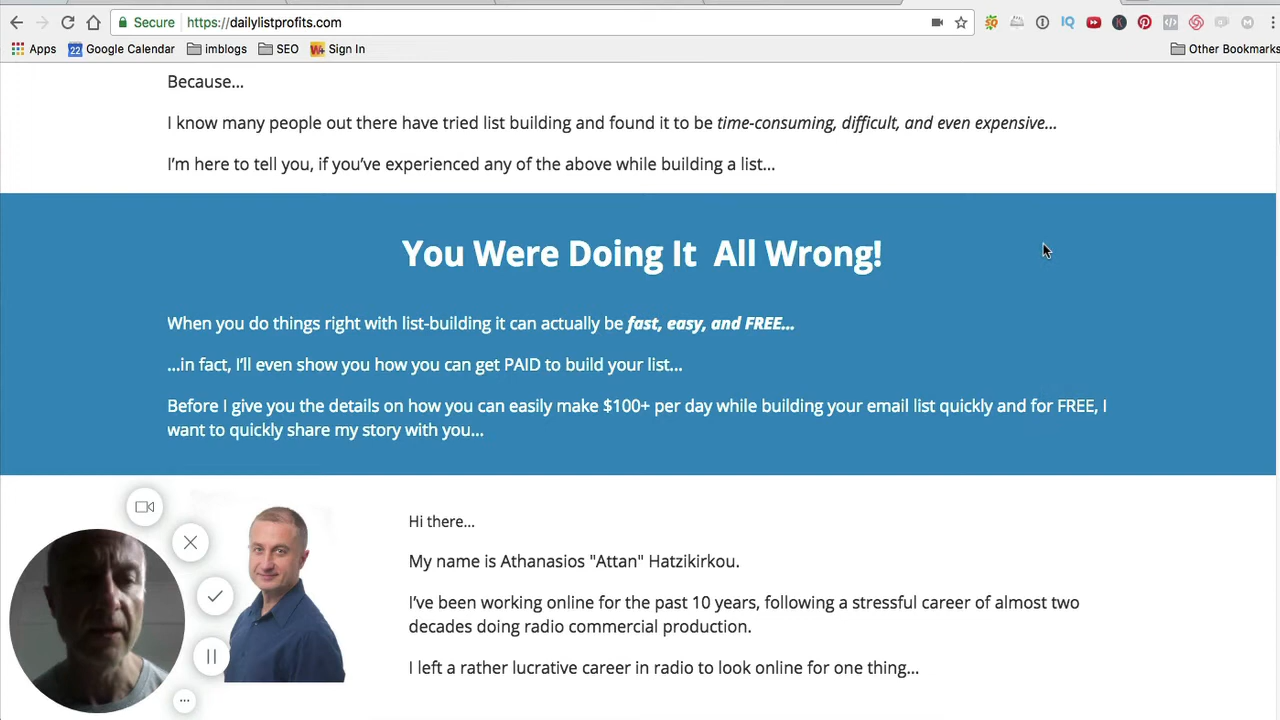 Secure https://dailylistprofits.com
Apps 22 Google Calendar imblogs SEO Sign In Other Bookmarks
Because...
I know many people out there have tried list building and found it to be time-consuming, difficult, and even expensive...
I'm here to tell you, if you've experienced any of the above while building a list...
You Were Doing It All Wrong!
When you do things right with list-building it can actually be fast, easy, and FREE...
...in fact, I'll even show you how you can get PAID to build your list...
Before I give you the details on how you can easily make $100+ per day while building your email list quickly and for FREE, I
want to quickly share my story with you...
Hi there...
My name is Athanasios "Attan" Hatzikirkou.
I've been working online for the past 10 years, following a stressful career of almost two
decades doing radio commercial production.
I left a rather lucrative career in radio to look online for one thing...